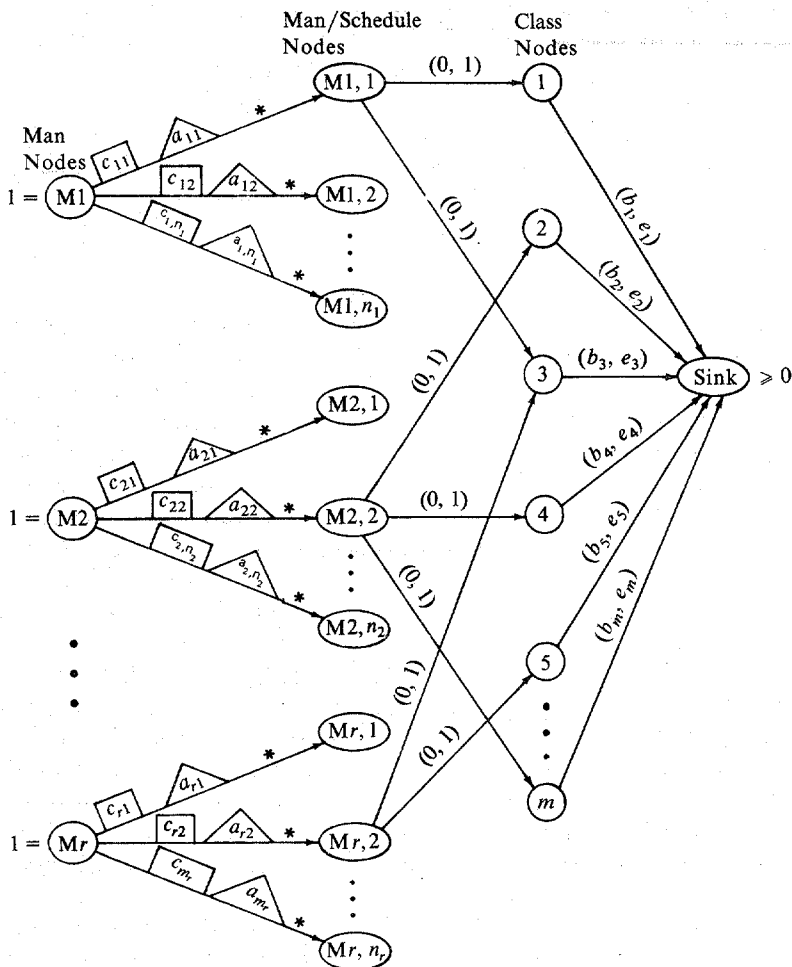 Man/Schedule
Nodes
Class
Nodes
Man
Nodes
1 = M1
c₁₁
a₁₁
*
M1, 1
(0, 1)
1
c₁₂
a₁₂
*
M1, 2
c₁,ₙ₁
a₁,ₙ₁
*
M1, n₁
(0, 1)
2
(b₁, e₁)
(b₂, e₂)
(0, 1)
3
(b₃, e₃)
Sink ⩾ 0
M2, 1
1 = M2
c₂₁
a₂₁
*
c₂₂
a₂₂
*
M2, 2
(0, 1)
4
(b₄, e₄)
c₂,ₙ₂
a₂,ₙ₂
*
M2, n₂
(0, 1)
(b₅, e₅)
(bₘ, eₘ)
5
(0, 1)
(0, 1)
m
Mr, 1
1 = Mr
cᵣ₁
aᵣ₁
*
cᵣ₂
aᵣ₂
*
Mr, 2
c_mᵣ
a_mᵣ
*
Mr, nᵣ